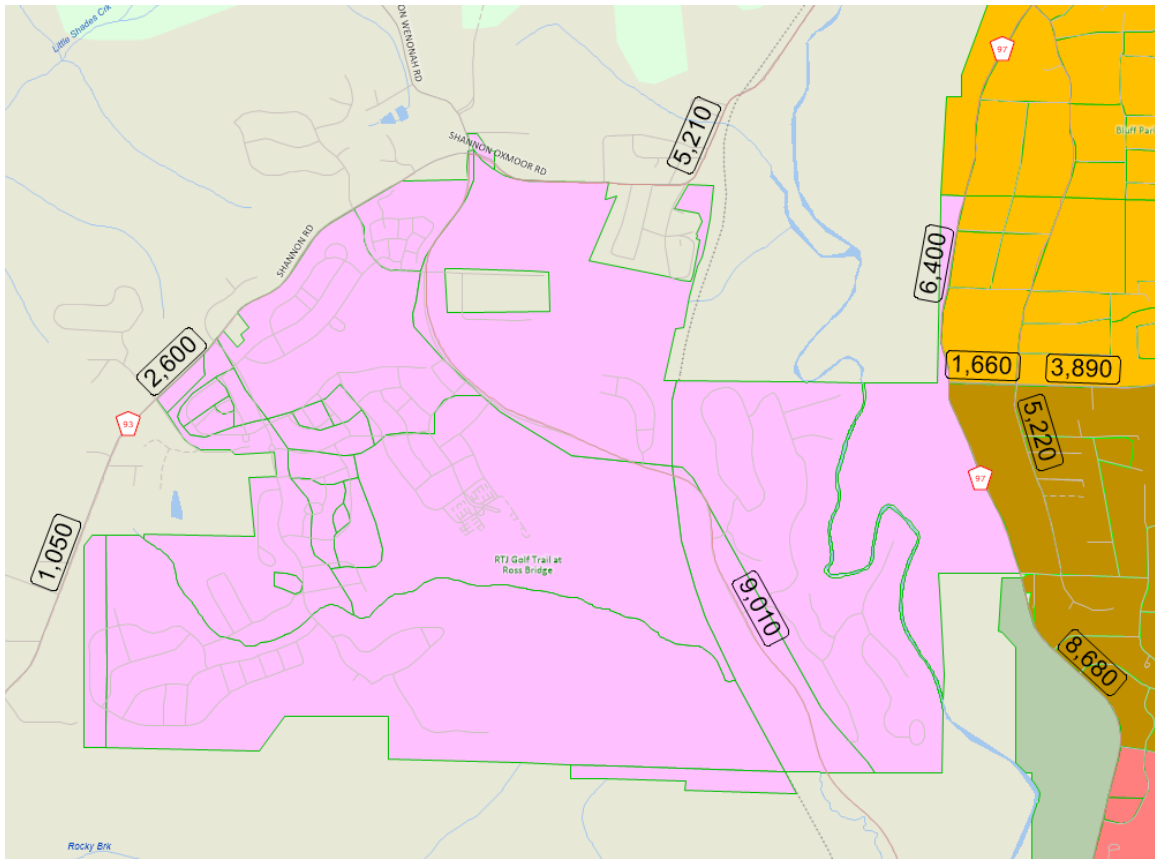 Little Shades Crk
ON WENONAH RD
97
5,210
Bluff Par
SHANNON OXMOOR RD
SHANNON RD
6,400
2,600
1,660
3,890
93
5,220
97
1,050
RTJ Golf Trail at
Ross Bridge
9,010
8,680
Rocky Brk